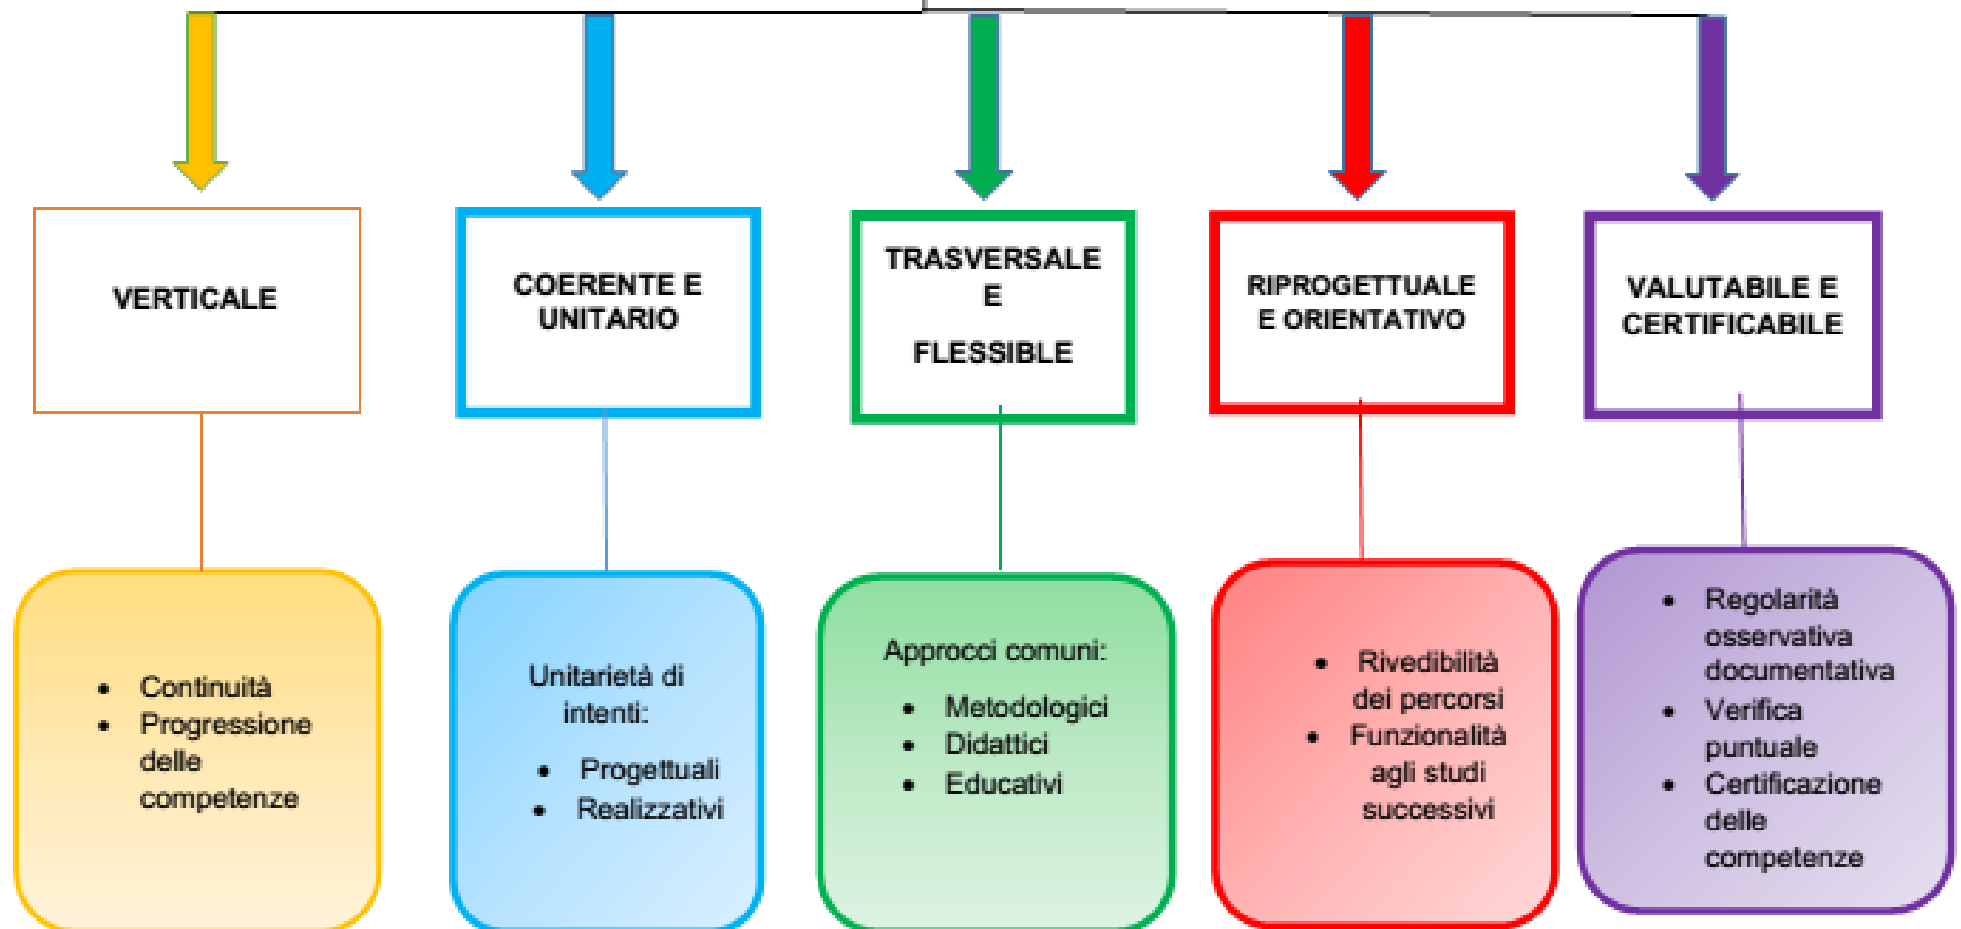 VERTICALE
COERENTE E
UNITARIO
TRASVERSALE
E
FLESSIBLE
RIPROGETTUALE
E ORIENTATIVO
VALUTABILE E
CERTIFICABILE
• Continuità
• Progressione
delle
competenze
Unitarietà di
intenti:
• Progettuali
• Realizzativi
Approcci comuni:
• Metodologici
• Didattici
• Educativi
• Rivedibilità
dei percorsi
• Funzionalità
agli studi
successivi
• Regolarità
osservativa
documentativa
• Verifica
puntuale
• Certificazione
delle
competenze